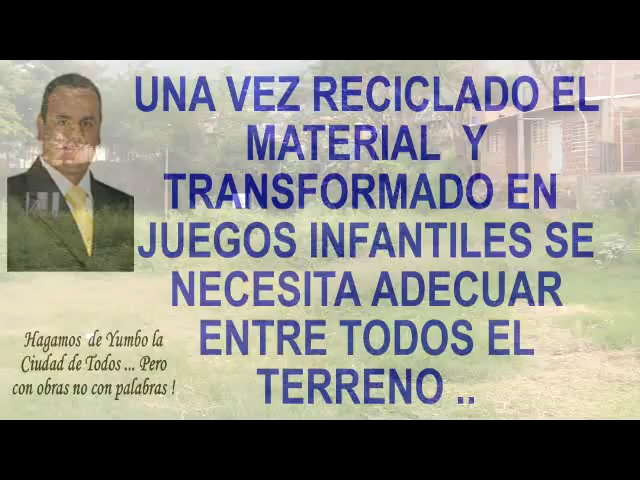 UNA VEZ RECICLADO EL
MATERIAL Y
TRANSFORMADO EN
JUEGOS INFANTILES SE
NECESITA ADECUAR
ENTRE TODOS EL
TERRENO ..
Hagamos de Yumbo la
Ciudad de Todos ... Pero
con obras no con palabras !